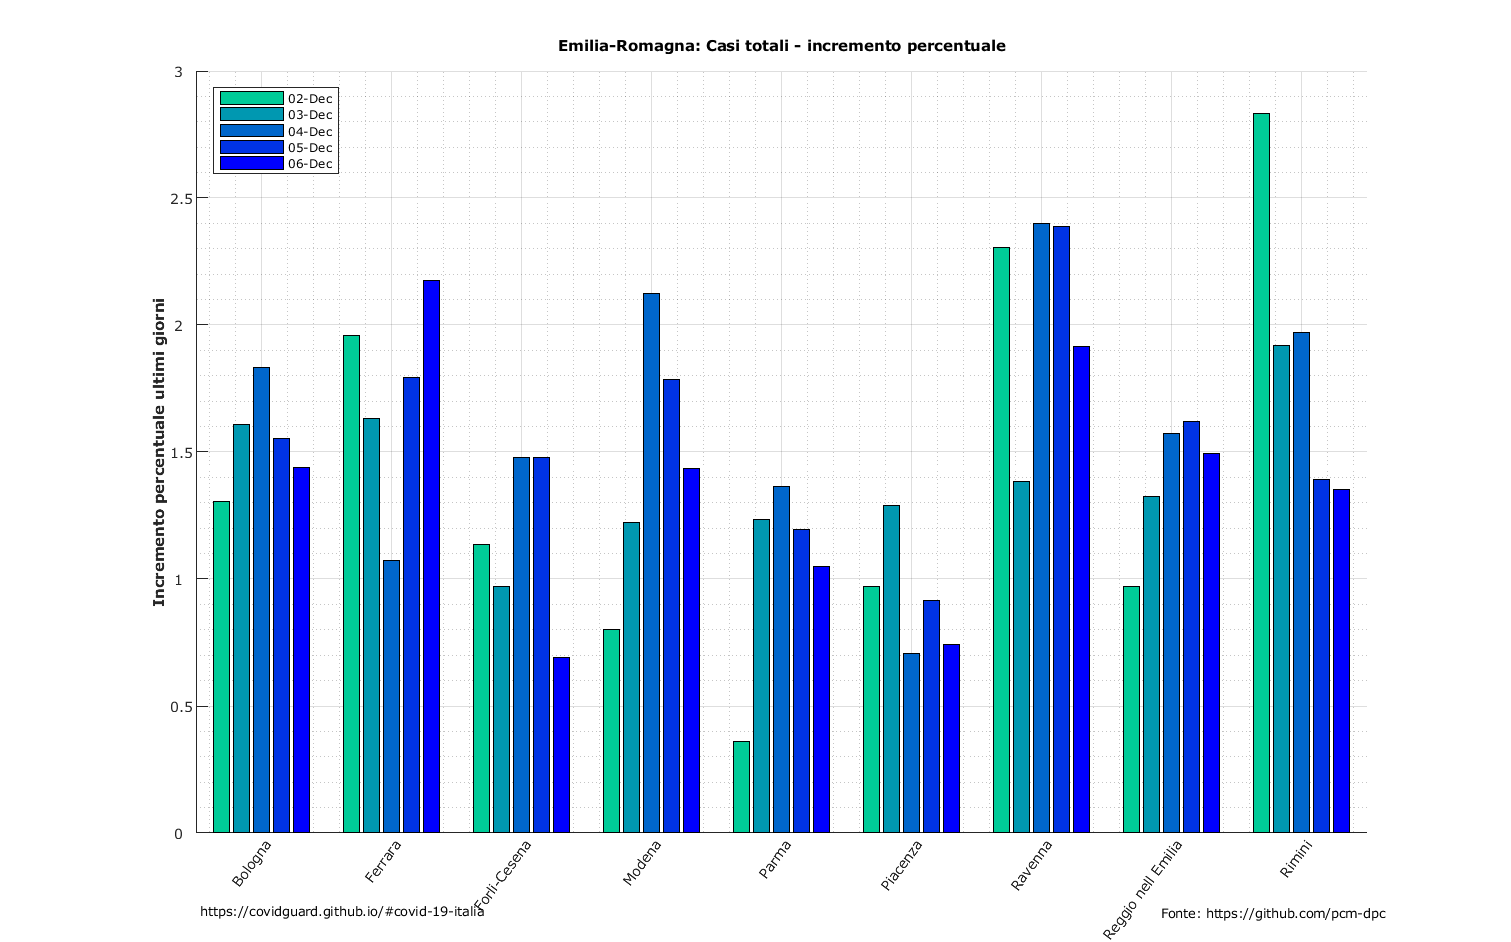 Emilia-Romagna: Casi totali - incremento percentuale
3
2.5
2
1.5
1
0.5
0
Incremento percentuale ultimi giorni
02-Dec
03-Dec
04-Dec
05-Dec
06-Dec
Bologna
Ferrara
Forlì-Cesena
Modena
Parma
Piacenza
Ravenna
Reggio nell Emilia
Rimini
https://covidguard.github.io/#covid-19-italia
Fonte: https://github.com/pcm-dpc